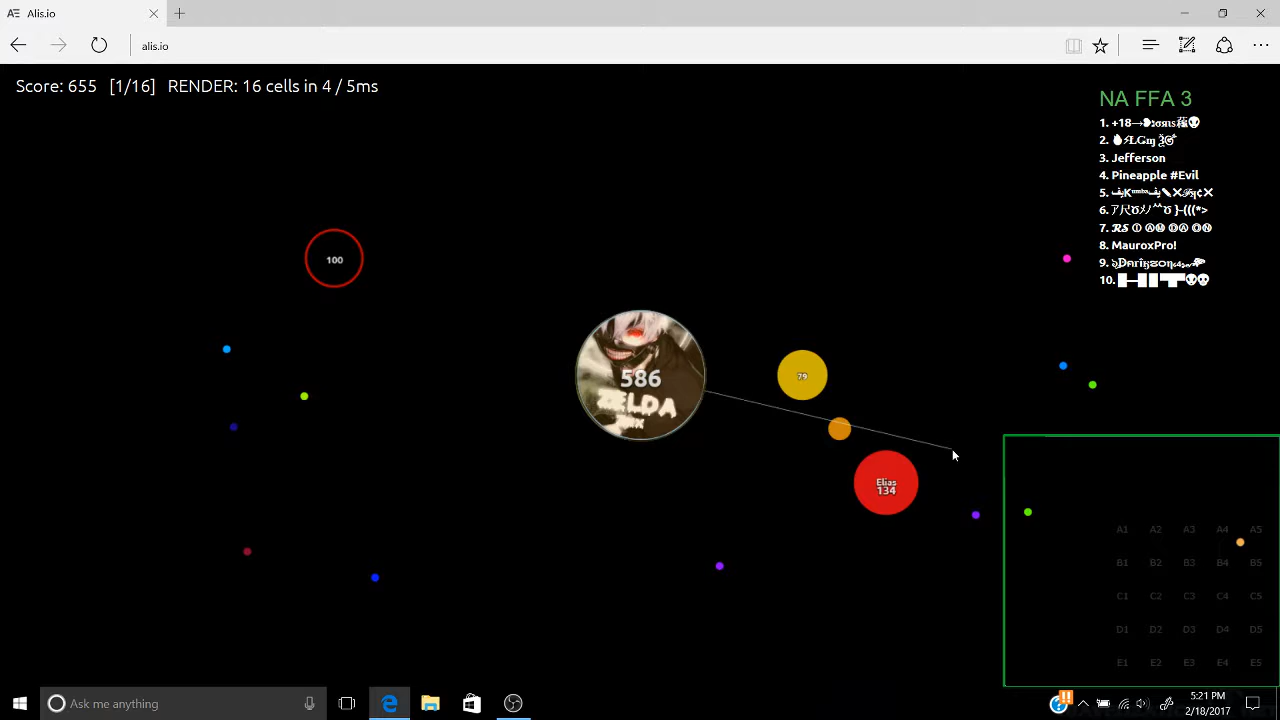 Alis.io
alis.io
Score: 655 [1/16] RENDER: 16 cells in 4 / 5ms
NA FFA 3
1. +18
2.
3. Jefferson
4. Pineapple #Evil
5.
6.
7.
8. MauroxPro!
9.
10.
100
586
ZELDA
79
Elias
134
A1 A2 A3 A4 A5
B1 B2 B3 B4 B5
C1 C2 C3 C4 C5
D1 D2 D3 D4 D5
E1 E2 E3 E4 E5
Ask me anything
5:21 PM
2/18/2017